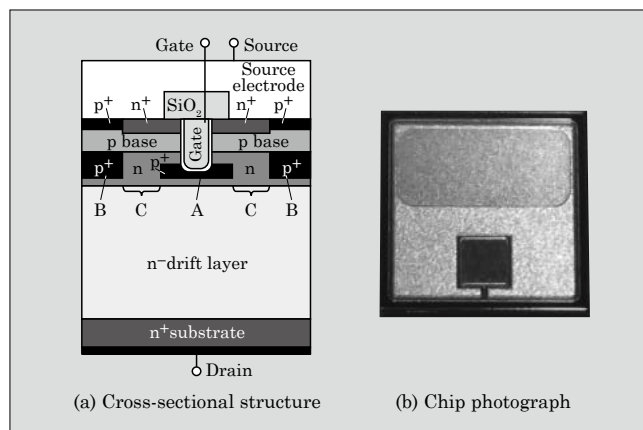 Gate Source
Source
electrode
p⁺ n⁺ SiO₂ n⁺ p⁺
p base Gate p base
p⁺ n p⁺ n p⁺
B C A C B
n⁻drift layer
n⁺substrate
Drain
(a) Cross-sectional structure
(b) Chip photograph